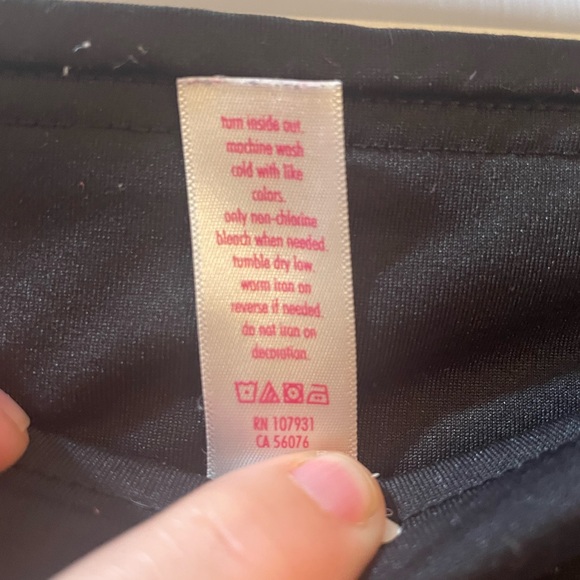 turn inside out.
machine wash
cold with like
colors.
only non-chlorine
bleach when needed.
tumble dry low.
warm iron on
reverse if needed.
do not iron on
decoration.
RN 107931
CA 56076